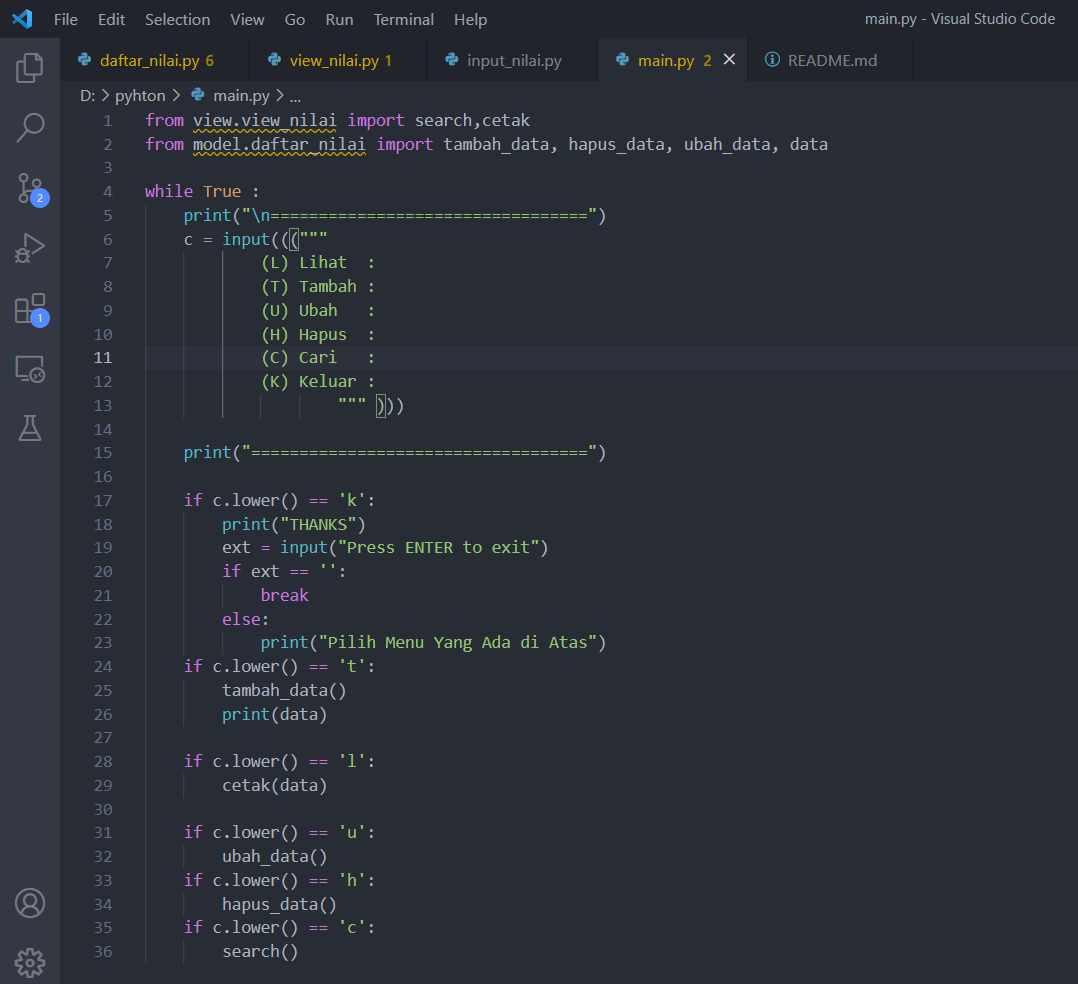 File Edit Selection View Go Run Terminal Help main.py - Visual Studio Code
daftar_nilai.py 6 view_nilai.py 1 input_nilai.py main.py 2 README.md
D: > pyhton > main.py > ...
1 from view.view_nilai import search,cetak
2 from model.daftar_nilai import tambah_data, hapus_data, ubah_data, data
3
4 while True :
5 print("\n=================================")
6 c = input((("""
7 (L) Lihat :
8 (T) Tambah :
9 (U) Ubah :
10 (H) Hapus :
11 (C) Cari :
12 (K) Keluar :
13 """ )))
14
15 print("===================================")
16
17 if c.lower() == 'k':
18 print("THANKS")
19 ext = input("Press ENTER to exit")
20 if ext == '':
21 break
22 else:
23 print("Pilih Menu Yang Ada di Atas")
24 if c.lower() == 't':
25 tambah_data()
26 print(data)
27
28 if c.lower() == 'l':
29 cetak(data)
30
31 if c.lower() == 'u':
32 ubah_data()
33 if c.lower() == 'h':
34 hapus_data()
35 if c.lower() == 'c':
36 search()
2
1